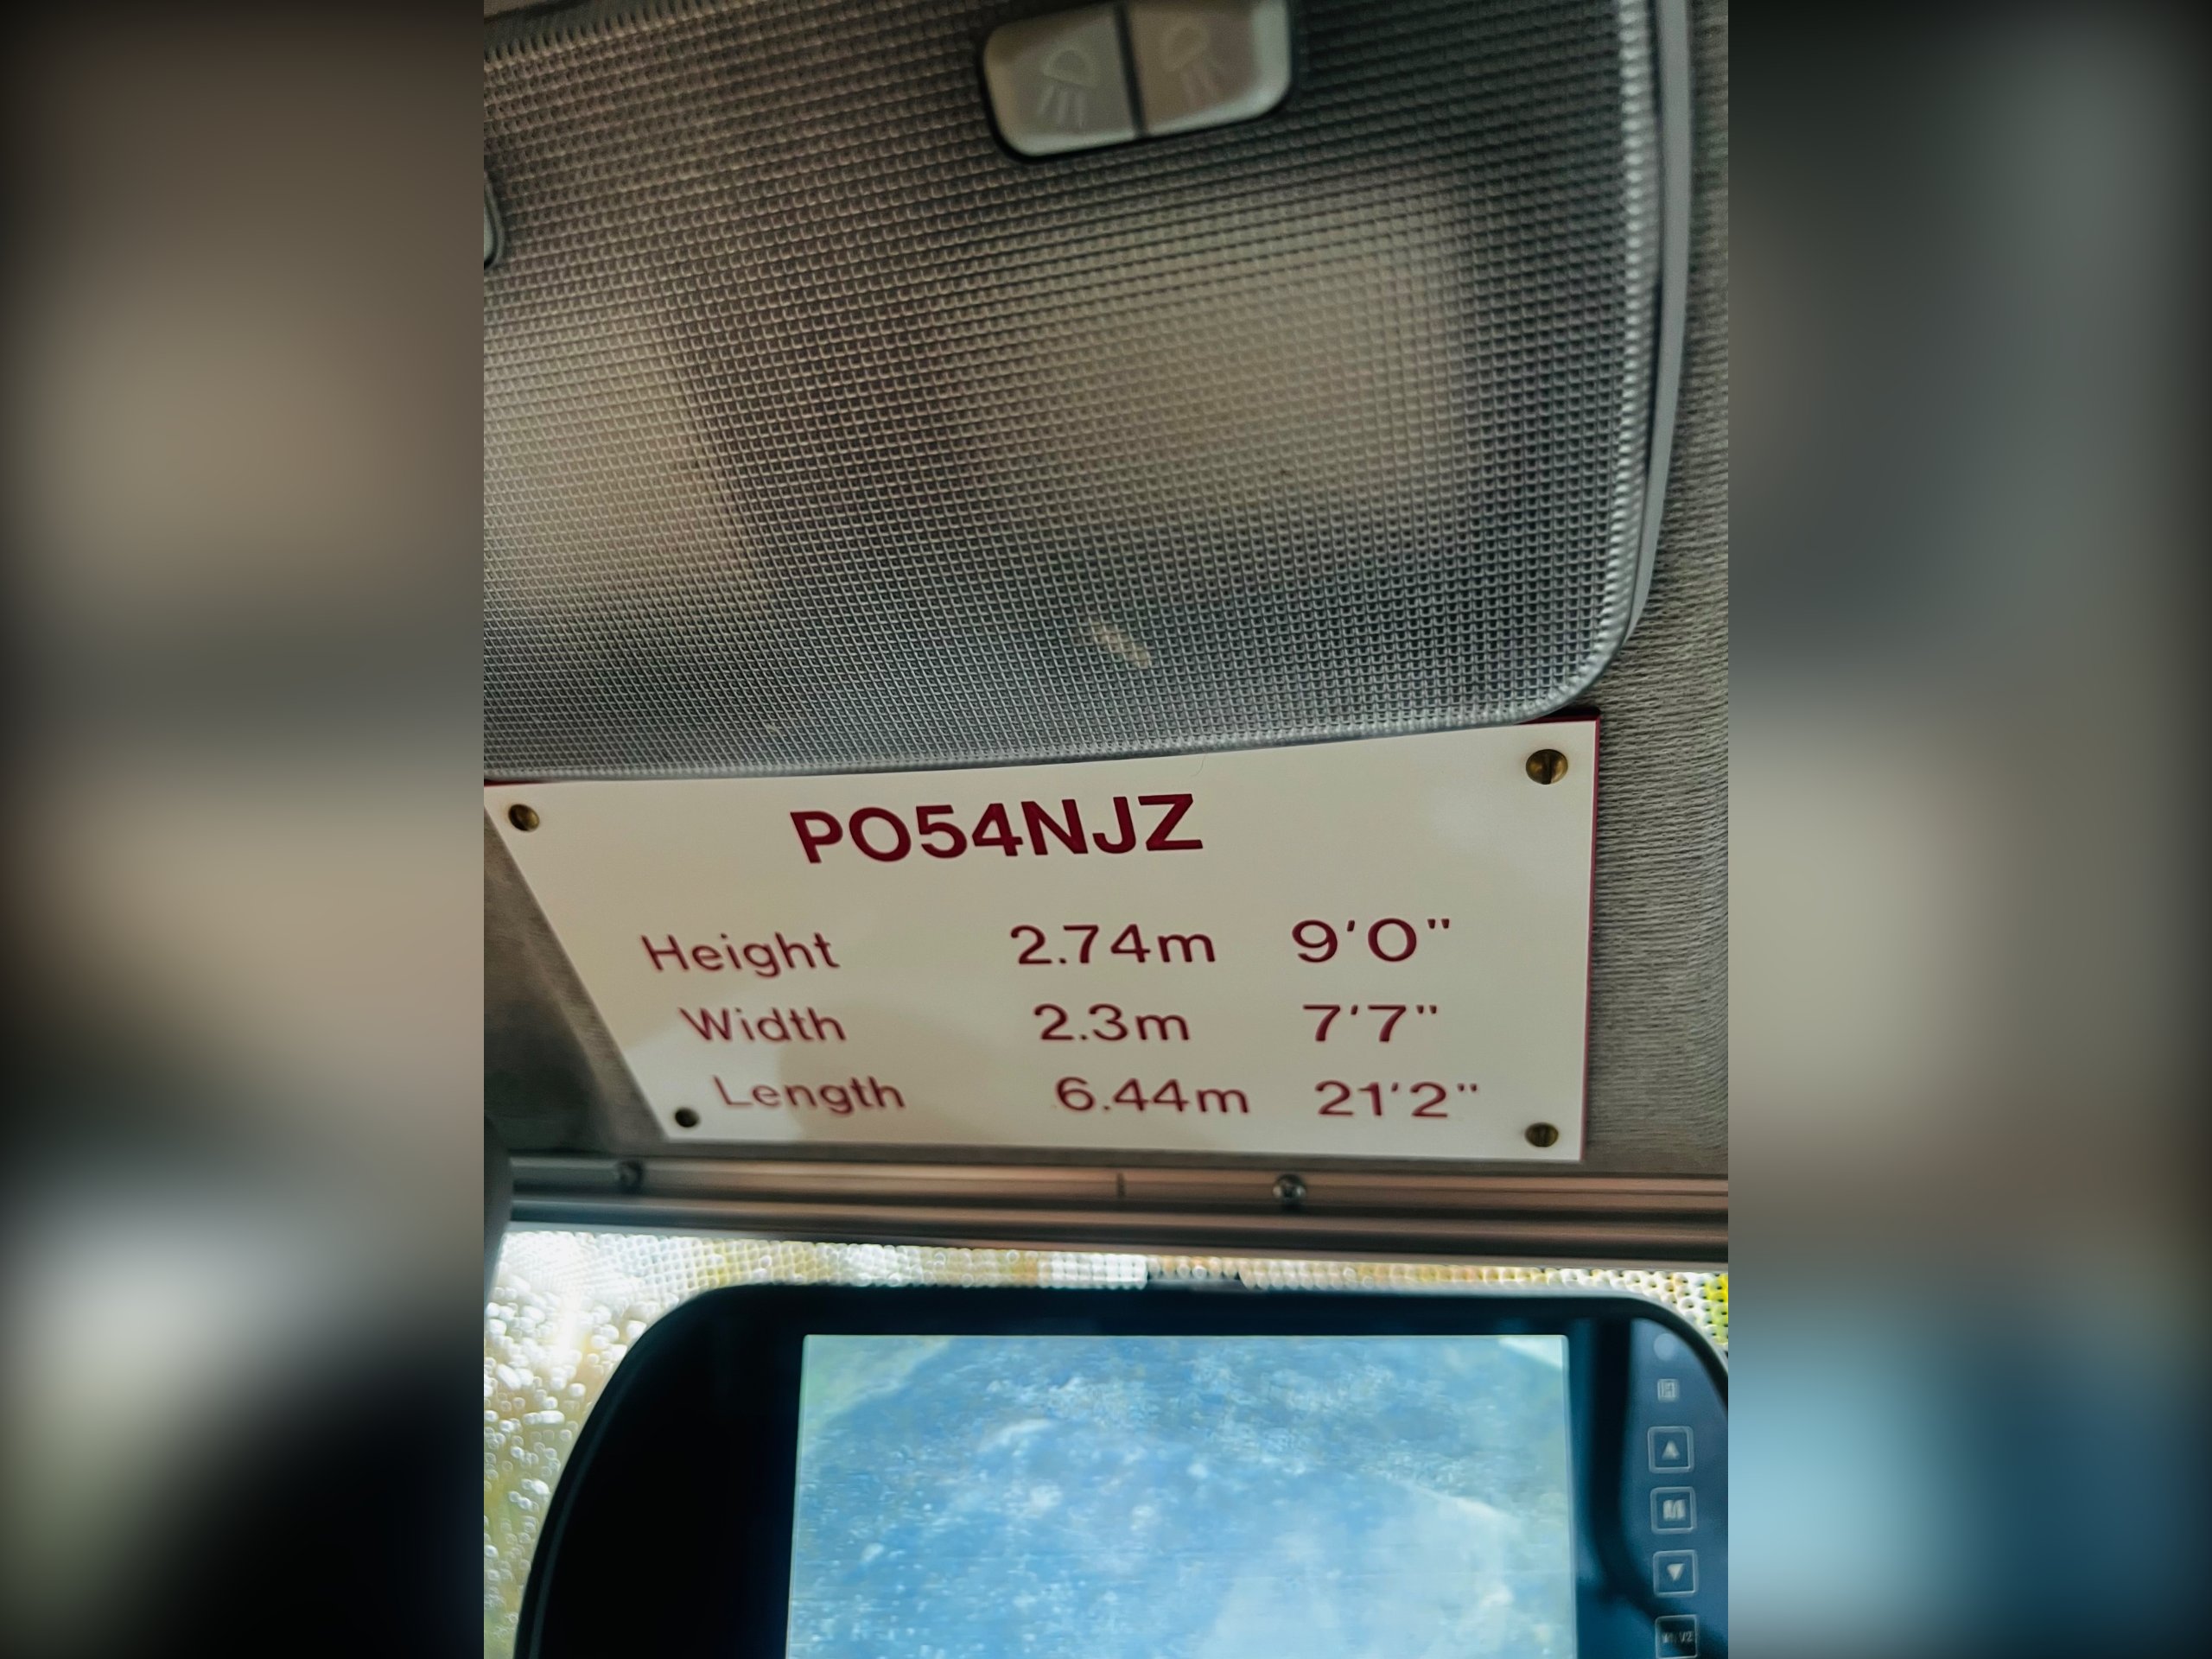 PO54NJZ
Height 2.74m 9'0"
Width 2.3m 7'7"
Length 6.44m 21'2"